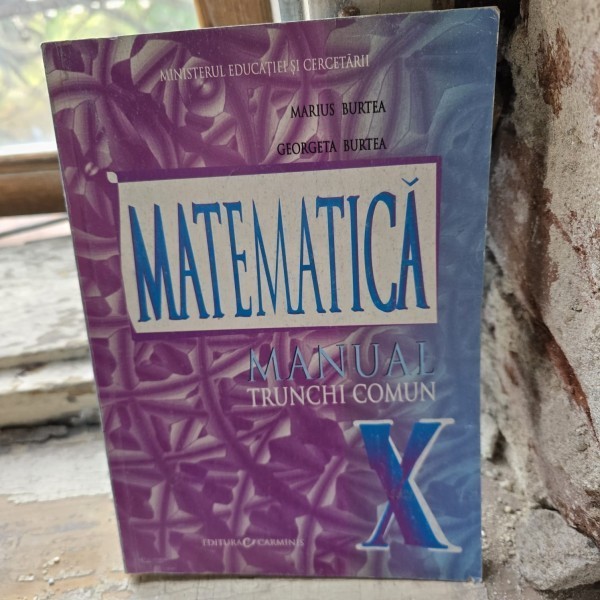 MINISTERUL EDUCAȚIEI ȘI CERCETĂRII
MARIUS BURTEA
GEORGETA BURTEA
MATEMATICĂ
MANUAL
TRUNCHI COMUN
X
EDITURA CARMINIS